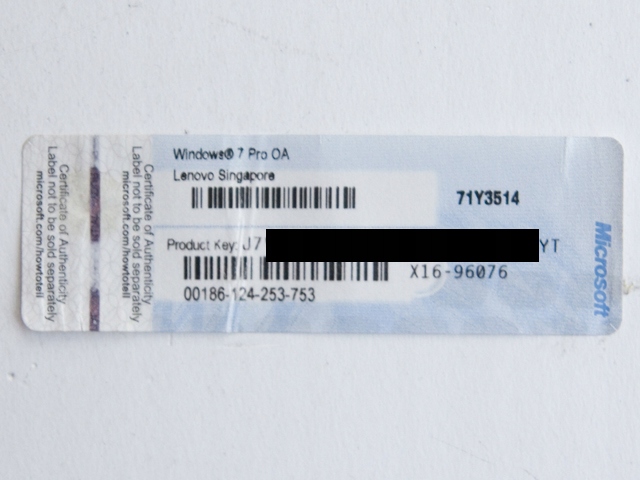 Windows® 7 Pro OA
Lenovo Singapore
71Y3514
Product Key: J7 YT
X16-96076
00186-124-253-753
Microsoft
Certificate of Authenticity
Label not to be sold separately
microsoft.com/howtotell
Certificate of Authenticity
Label not to be sold separately
microsoft.com/howtotell